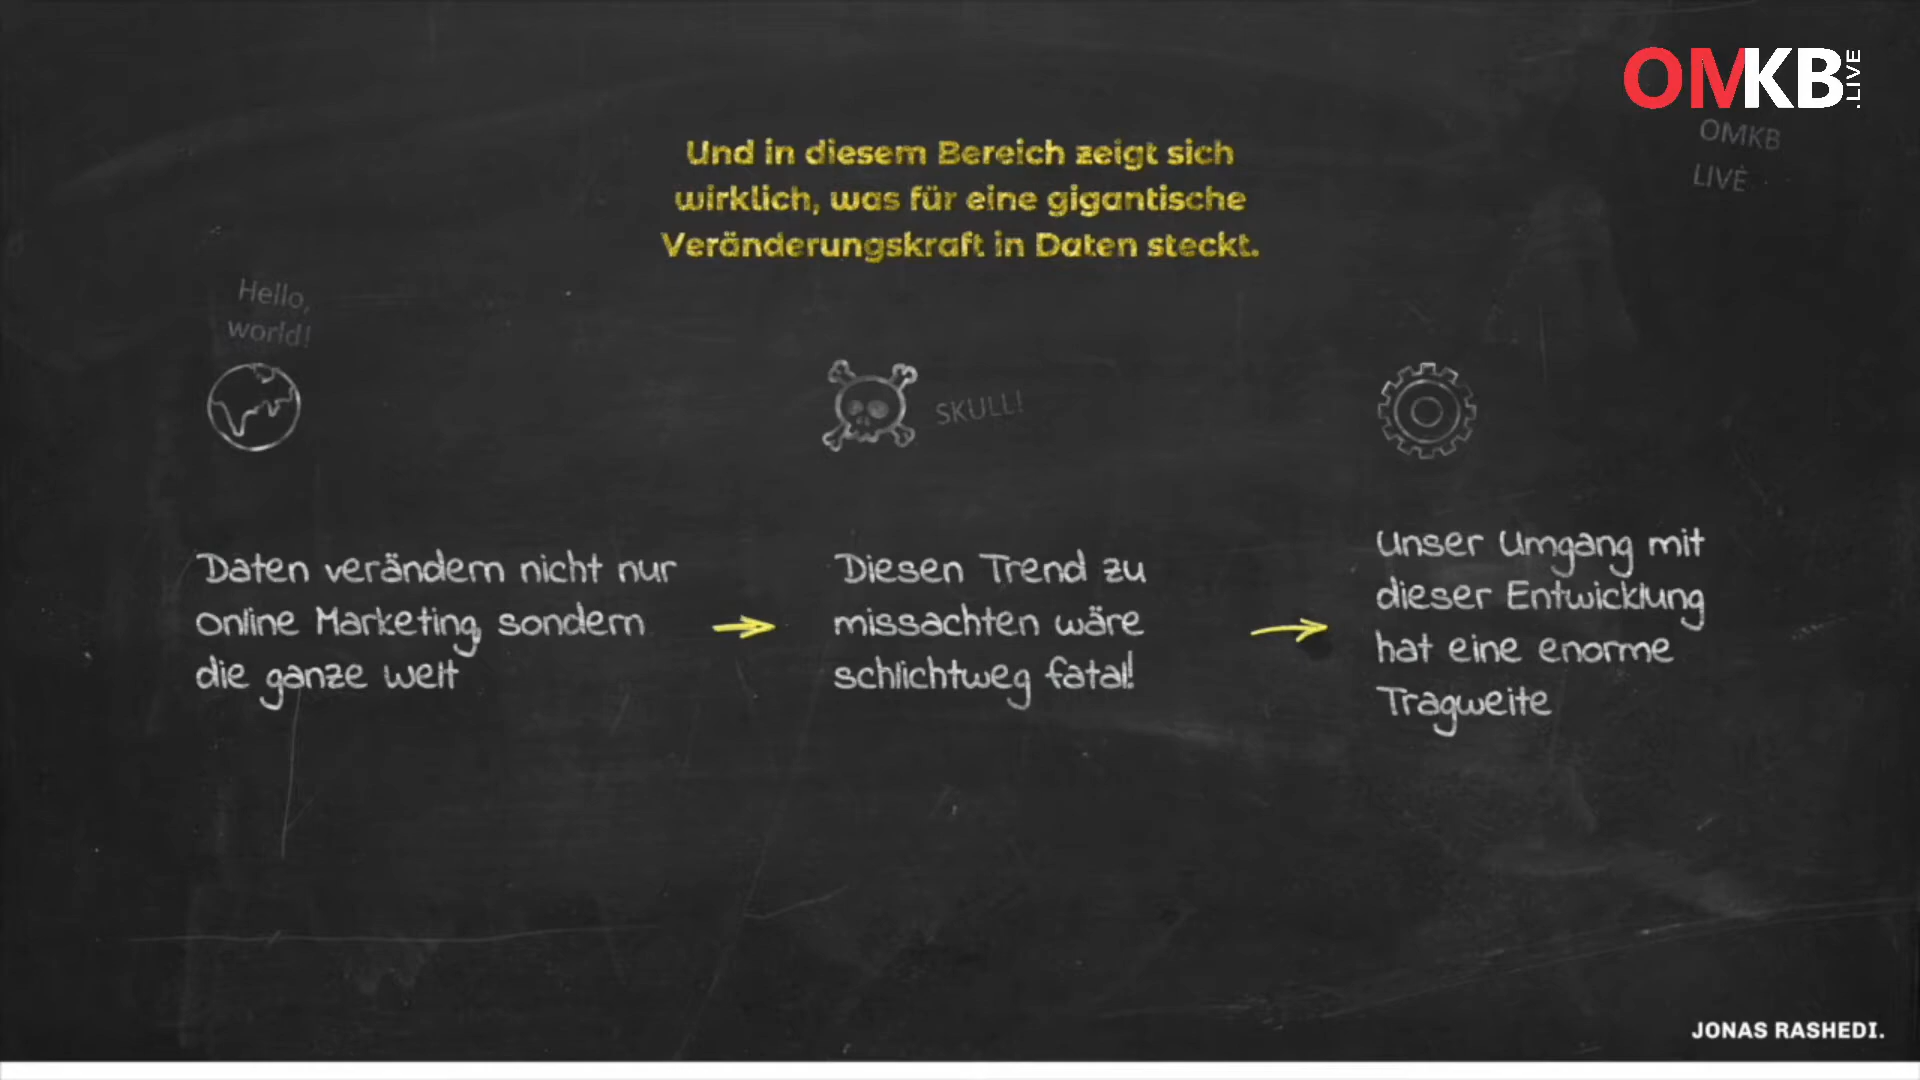 OMKB.LIVE
OMKB
LIVE
Und in diesem Bereich zeigt sich
wirklich, was für eine gigantische
Veränderungskraft in Daten steckt.
Hello,
world!
SKULL!
Daten verändern nicht nur
online Marketing sondern
die ganze welt
Diesen Trend zu
missachten wäre
schlichtweg fatal!
Unser Umgang mit
dieser Entwicklung
hat eine enorme
Tragweite
JONAS RASHEDI.